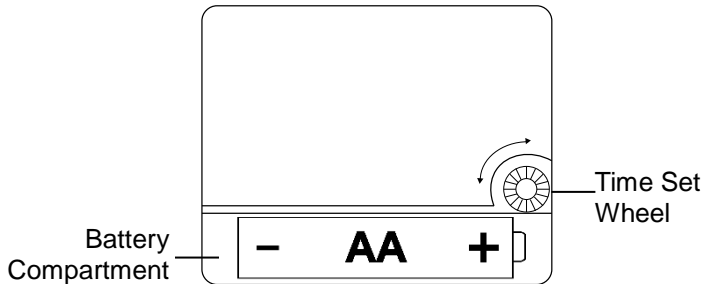 Time Set
Wheel
Battery
Compartment
− AA +